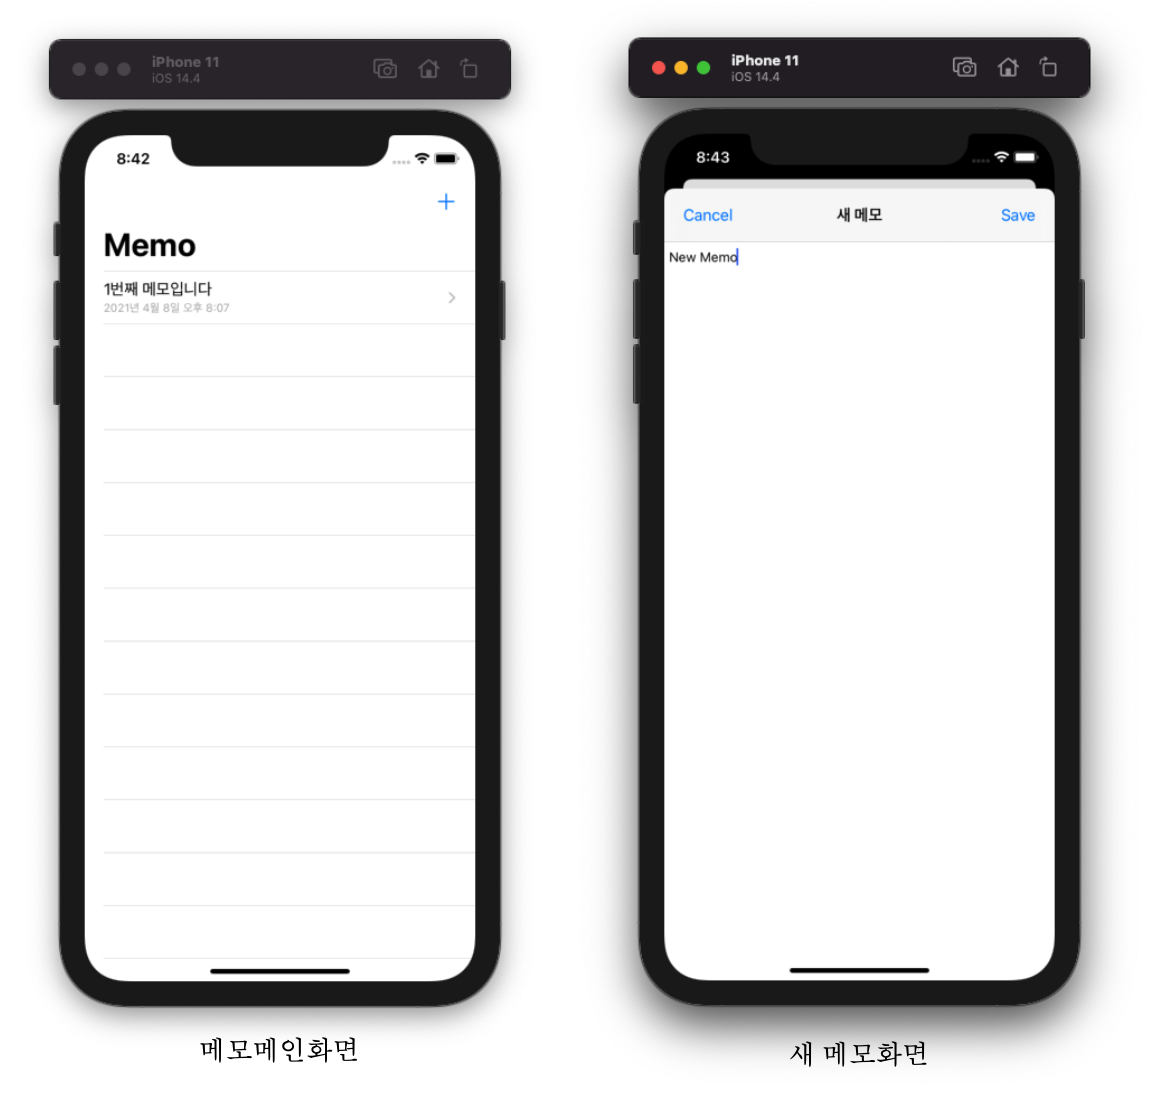 iPhone 11
iOS 14.4
8:42
Memo
1번째 메모입니다
2021년 4월 8일 오후 8:07
메모메인화면
iPhone 11
iOS 14.4
8:43
Cancel 새 메모 Save
New Memo
새 메모화면